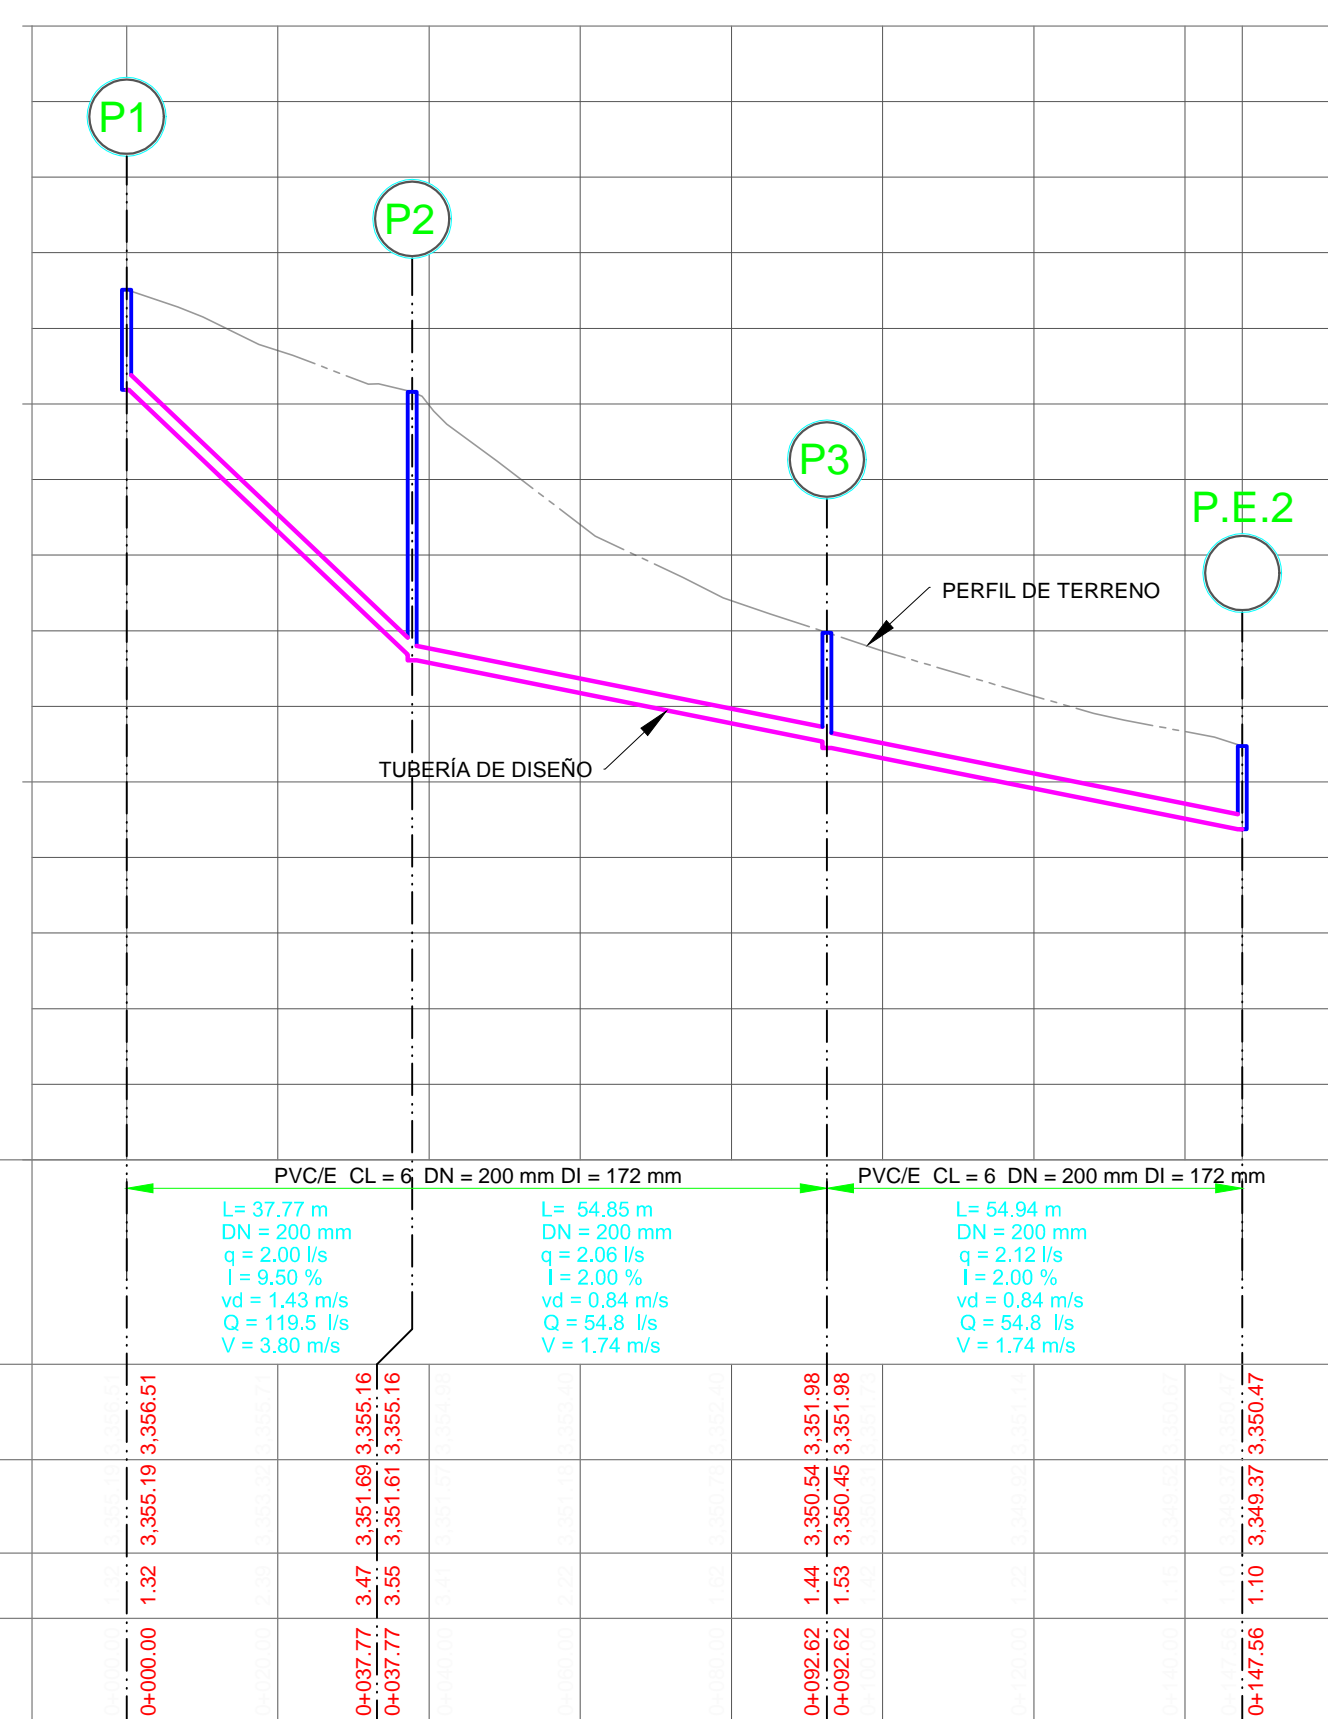 P1
P2
P3
P.E.2
PERFIL DE TERRENO
TUBERÍA DE DISEÑO
PVC/E CL = 6 DN = 200 mm DI = 172 mm
PVC/E CL = 6 DN = 200 mm DI = 172 mm
L= 37.77 m
DN = 200 mm
q = 2.00 l/s
I = 9.50 %
vd = 1.43 m/s
Q = 119.5 l/s
V = 3.80 m/s
L= 54.85 m
DN = 200 mm
q = 2.06 l/s
I = 2.00 %
vd = 0.84 m/s
Q = 54.8 l/s
V = 1.74 m/s
L= 54.94 m
DN = 200 mm
q = 2.12 l/s
I = 2.00 %
vd = 0.84 m/s
Q = 54.8 l/s
V = 1.74 m/s
3,356.51
3,355.16
3,355.16
3,351.98
3,351.98
3,350.47
3,355.19
3,351.69
3,351.61
3,350.54
3,350.45
3,349.37
1.32
3.47
3.55
1.44
1.53
1.10
0+000.00
0+037.77
0+037.77
0+092.62
0+092.62
0+147.56